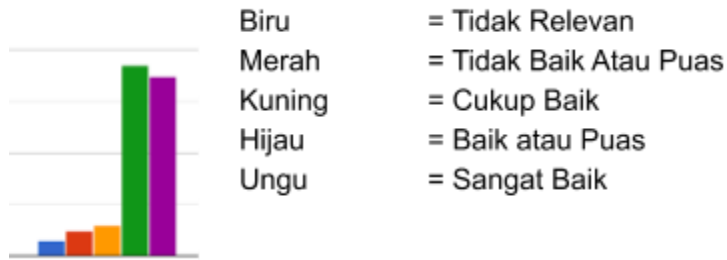 Biru = Tidak Relevan
Merah = Tidak Baik Atau Puas
Kuning = Cukup Baik
Hijau = Baik atau Puas
Ungu = Sangat Baik